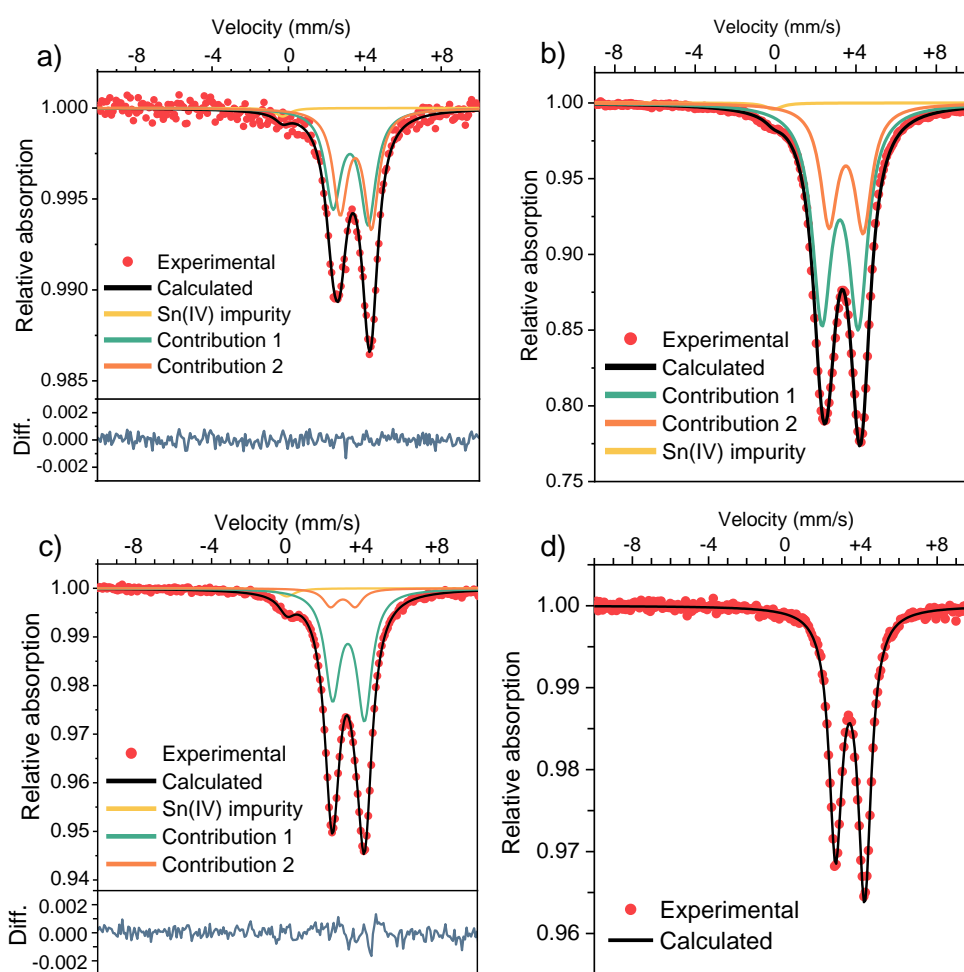 a)
Velocity (mm/s)
-8 -4 0 +4 +8
1.000
0.995
0.990
0.985
Relative absorption
Experimental
Calculated
Sn(IV) impurity
Contribution 1
Contribution 2
Diff.
0.002
0.000
-0.002
b)
Velocity (mm/s)
-8 -4 0 +4 +8
1.00
0.95
0.90
0.85
0.80
0.75
Relative absorption
Experimental
Calculated
Contribution 1
Contribution 2
Sn(IV) impurity
c)
Velocity (mm/s)
-8 -4 0 +4 +8
1.00
0.99
0.98
0.97
0.96
0.95
0.94
Relative absorption
Experimental
Calculated
Sn(IV) impurity
Contribution 1
Contribution 2
Diff.
0.002
0.000
-0.002
d)
Velocity (mm/s)
-8 -4 0 +4 +8
1.00
0.99
0.98
0.97
0.96
Relative absorption
Experimental
Calculated